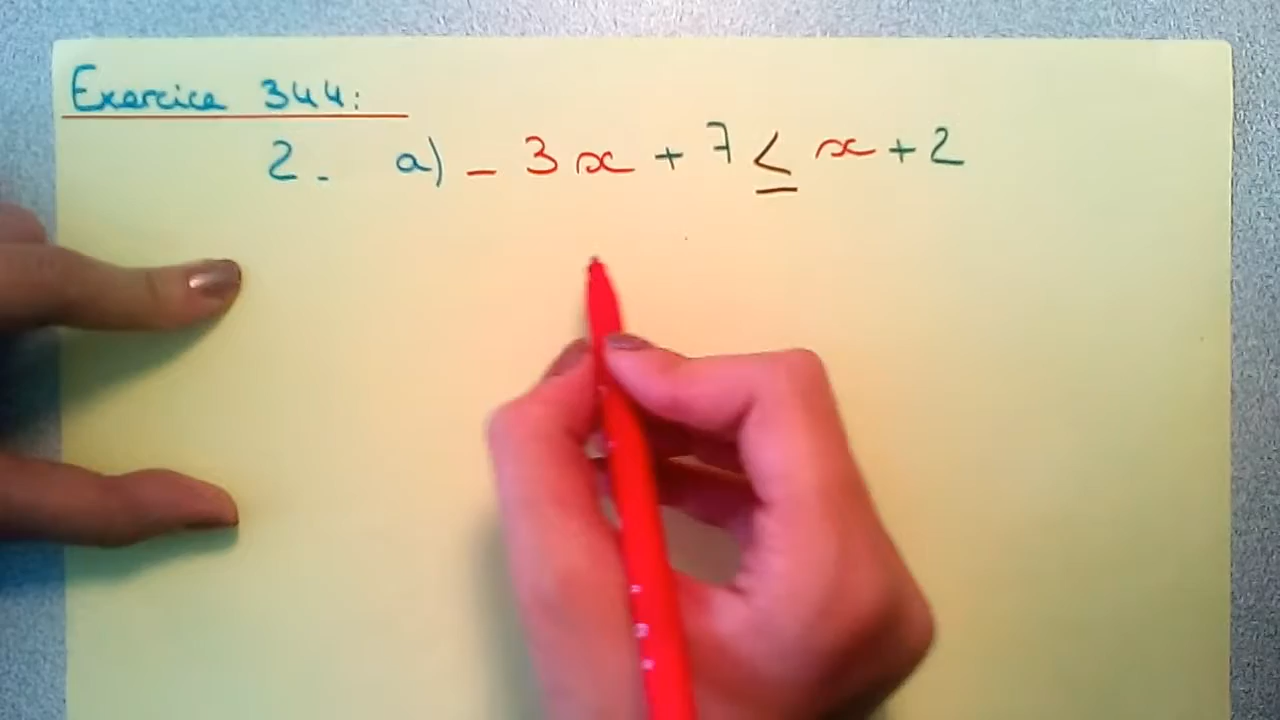 Exercice 344:
2. a) - 3x + 7 ≤ x + 2